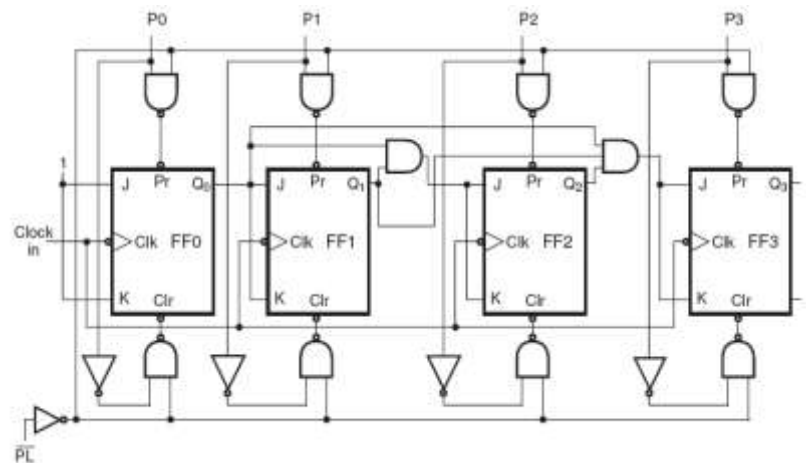 P0 P1 P2 P3
1
J Pr Q0 J Pr Q1 J Pr Q2 J Pr Q3
Clock
in
Clk FF0 Clk FF1 Clk FF2 Clk FF3
K Clr K Clr K Clr K Clr
PL